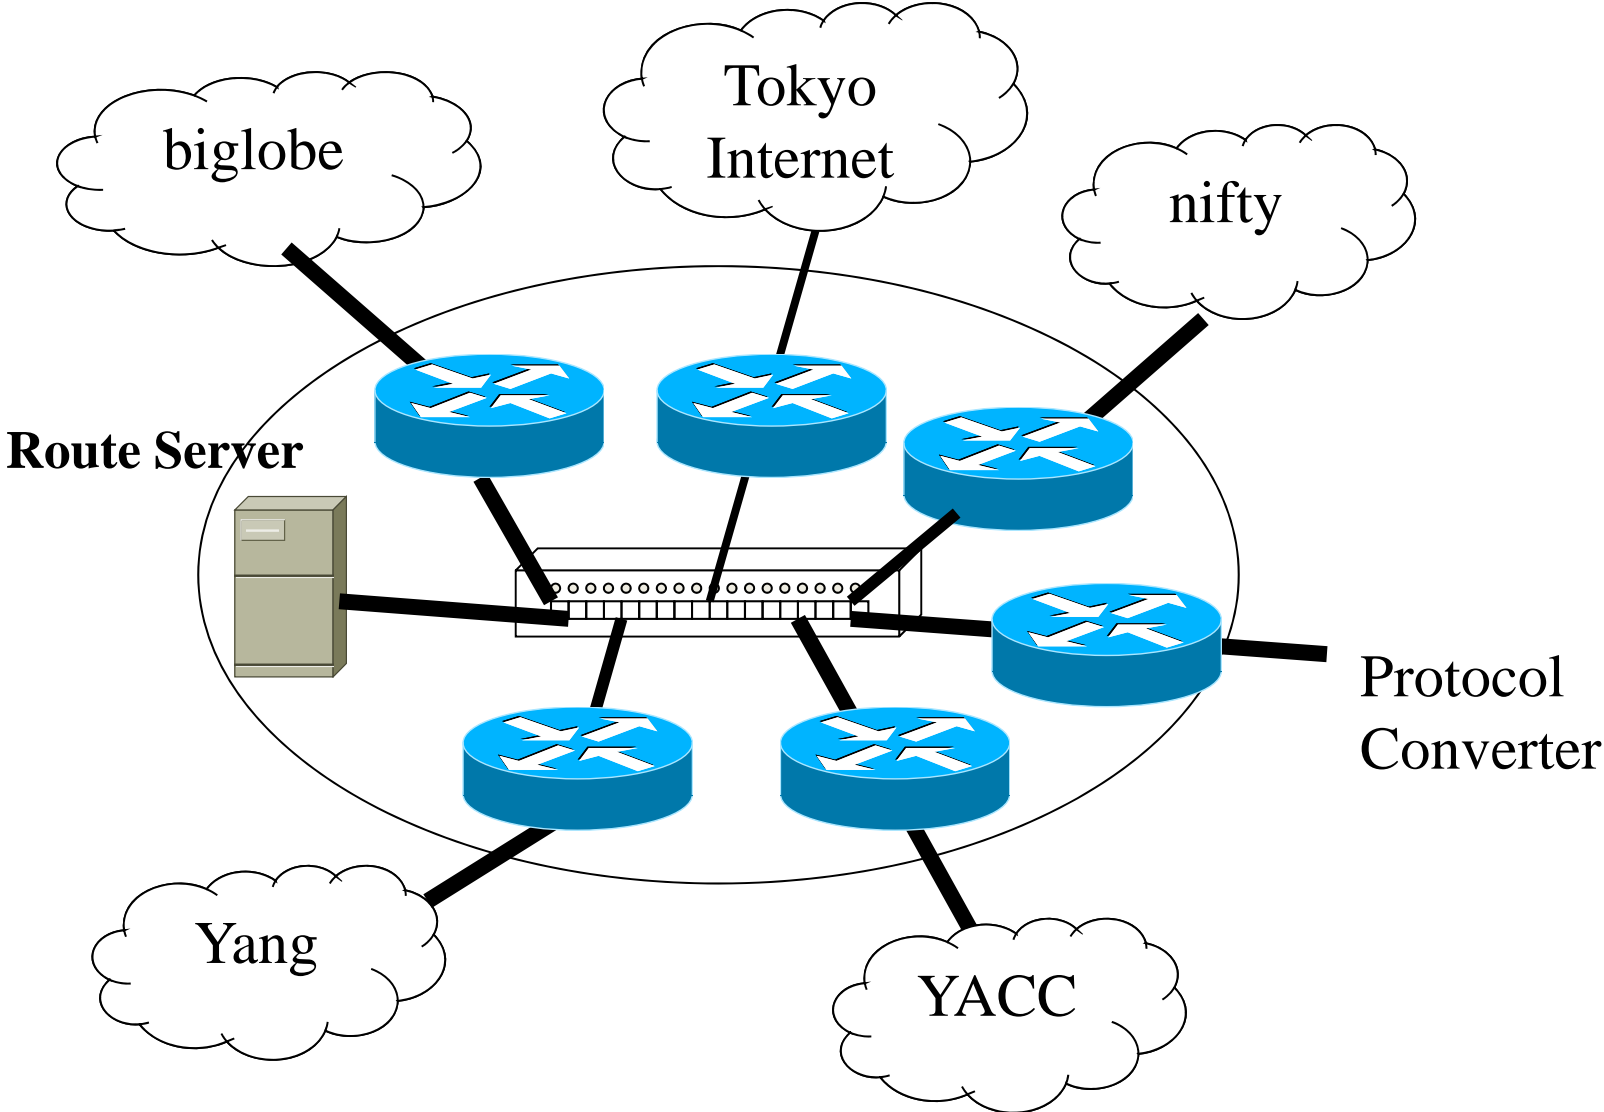 Tokyo
Internet
biglobe
nifty
Route Server
Protocol
Converter
Yang
YACC